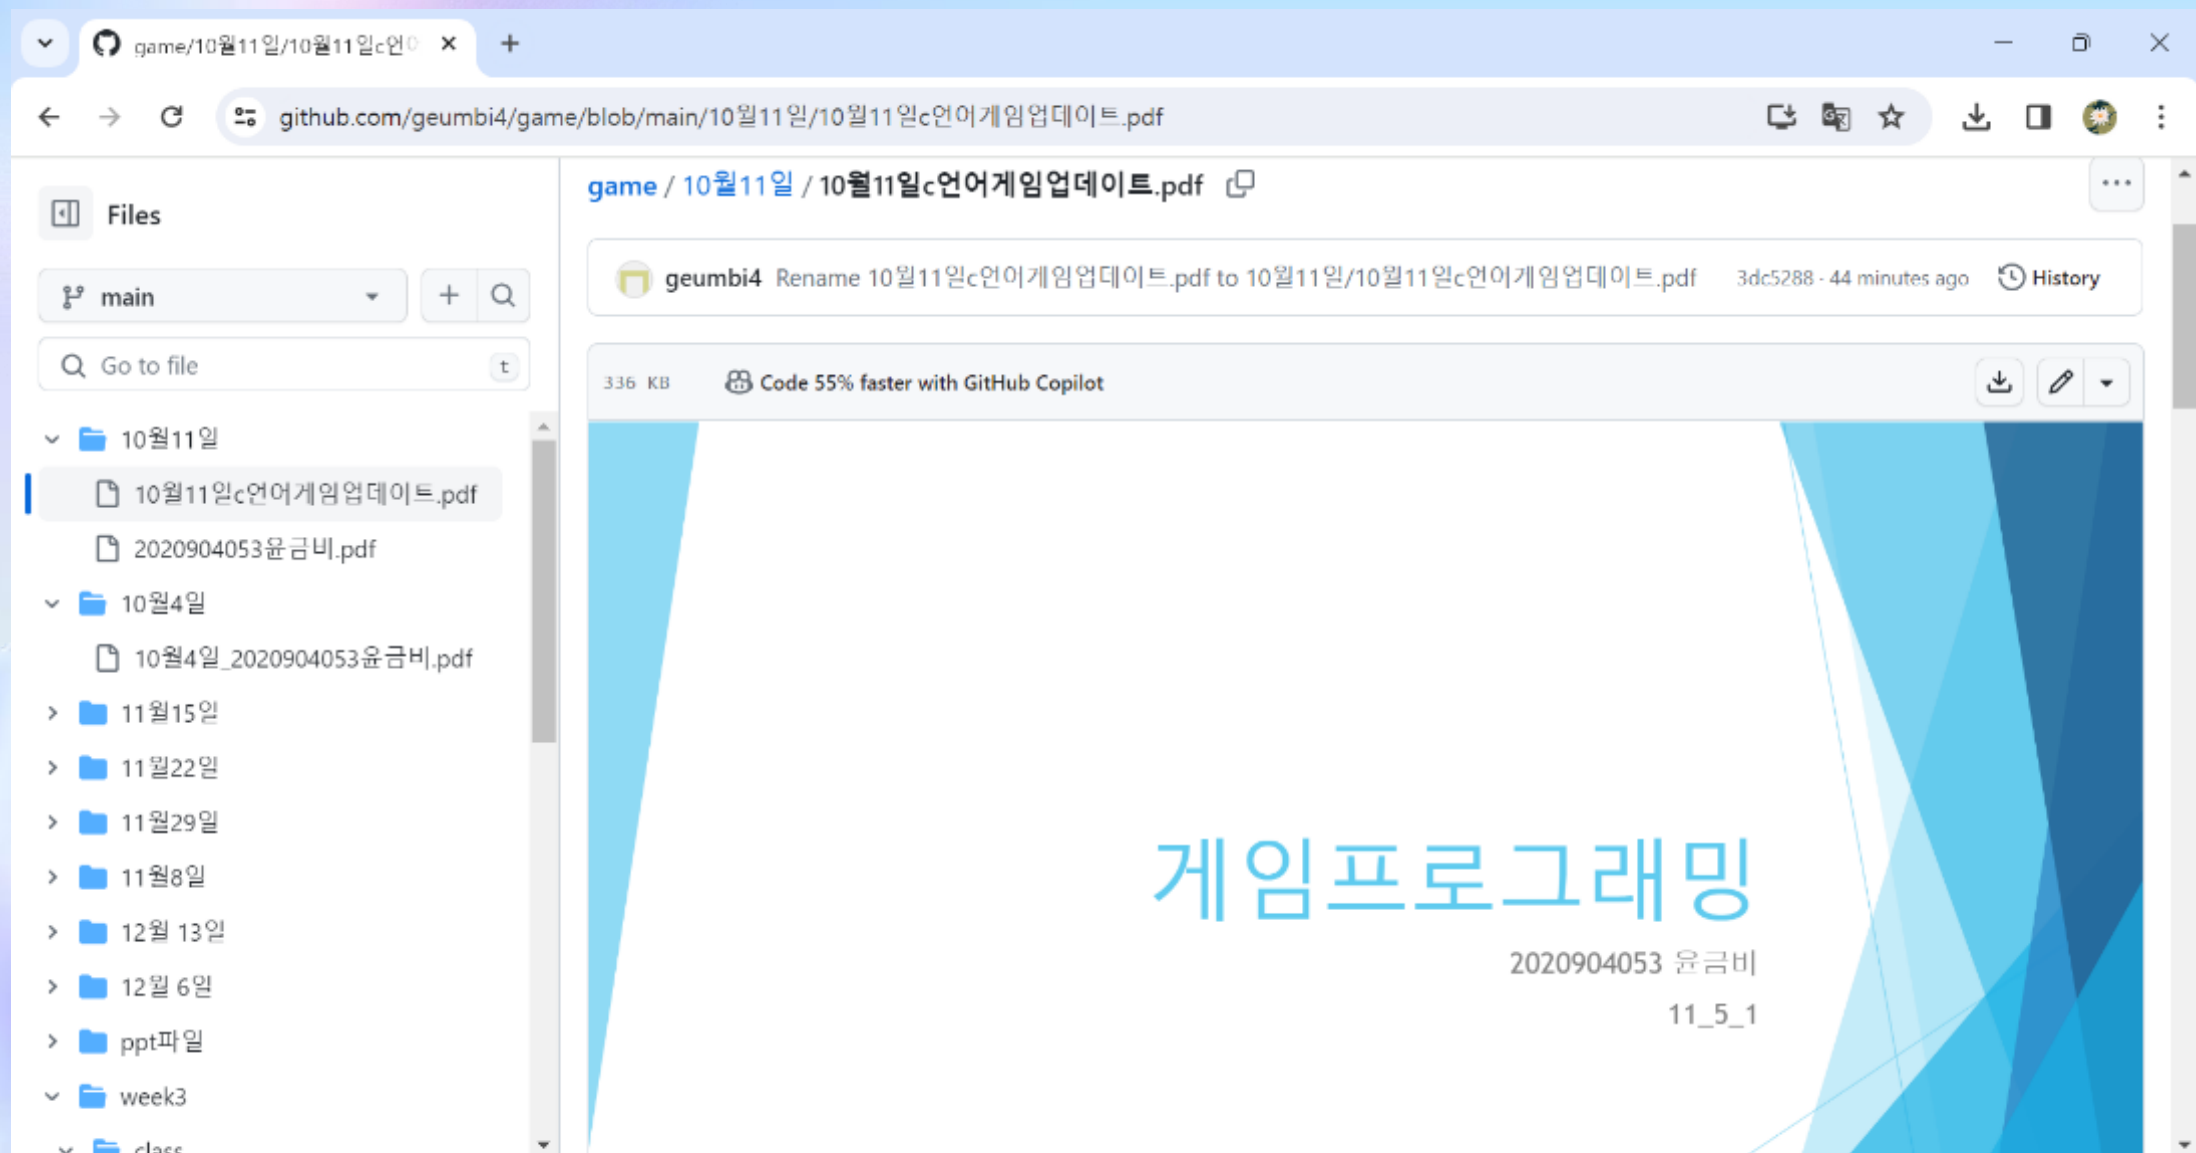 game/10월11일/10월11일c언어
github.com/geumbi4/game/blob/main/10월11일/10월11일c언어게임업데이트.pdf
Files
main
Go to file
t
10월11일
10월11일c언어게임업데이트.pdf
2020904053윤금비.pdf
10월4일
10월4일_2020904053윤금비.pdf
11월15일
11월22일
11월29일
11월8일
12월 13일
12월 6일
ppt파일
week3
class
game / 10월11일 / 10월11일c언어게임업데이트.pdf
geumbi4 Rename 10월11일c언어게임업데이트.pdf to 10월11일/10월11일c언어게임업데이트.pdf 3dc5288 · 44 minutes ago History
336 KB Code 55% faster with GitHub Copilot
게임프로그래밍
2020904053 윤금비
11_5_1